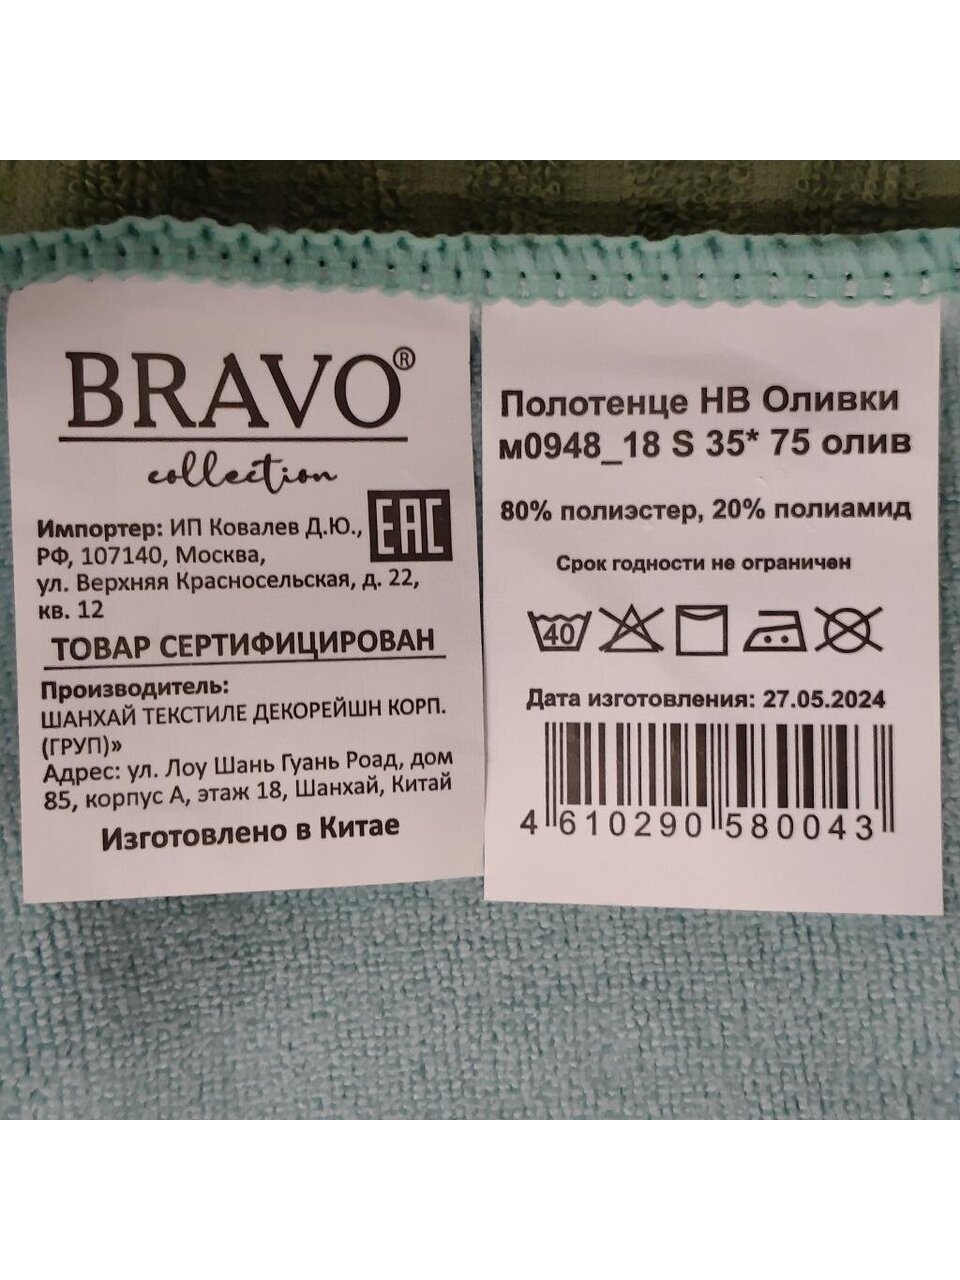 BRAVO®
collection
Импортер: ИП Ковалев Д.Ю.,
РФ, 107140, Москва,
ул. Верхняя Красносельская, д. 22,
кв. 12
EAC
ТОВАР СЕРТИФИЦИРОВАН
Производитель:
ШАНХАЙ ТЕКСТИЛЕ ДЕКОРЕЙШН КОРП.
(ГРУП)»
Адрес: ул. Лоу Шань Гуань Роад, дом
85, корпус А, этаж 18, Шанхай, Китай
Изготовлено в Китае
Полотенце НВ Оливки
м0948_18 S 35* 75 олив
80% полиэстер, 20% полиамид
Срок годности не ограничен
40
Дата изготовления: 27.05.2024
4 610290 580043